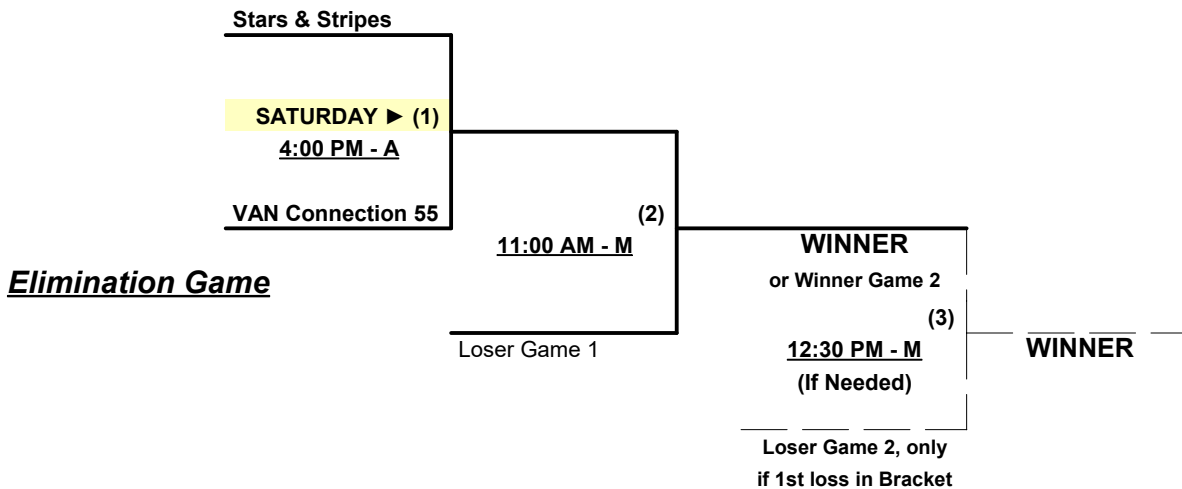 Stars & Stripes
SATURDAY ► (1)
4:00 PM - A
VAN Connection 55
(2)
11:00 AM - M
WINNER
or Winner Game 2
Elimination Game
(3)
Loser Game 1
12:30 PM - M
WINNER
(If Needed)
Loser Game 2, only
if 1st loss in Bracket